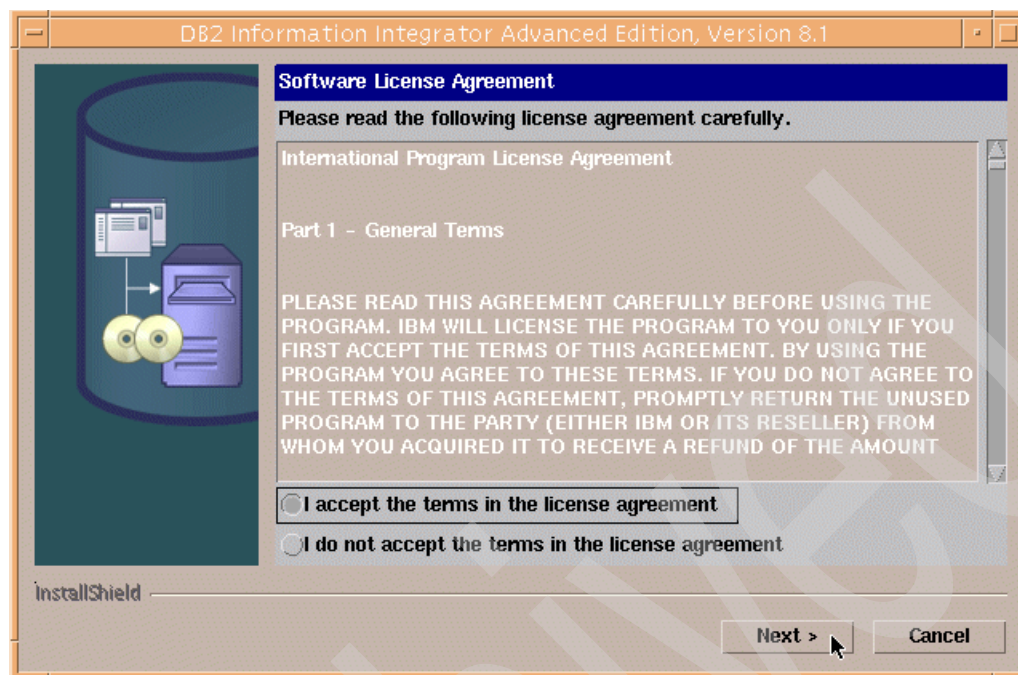 DB2 Information Integrator Advanced Edition, Version 8.1
Software License Agreement
Please read the following license agreement carefully.
International Program License Agreement
Part 1 - General Terms
PLEASE READ THIS AGREEMENT CAREFULLY BEFORE USING THE
PROGRAM. IBM WILL LICENSE THE PROGRAM TO YOU ONLY IF YOU
FIRST ACCEPT THE TERMS OF THIS AGREEMENT. BY USING THE
PROGRAM YOU AGREE TO THESE TERMS. IF YOU DO NOT AGREE TO
THE TERMS OF THIS AGREEMENT, PROMPTLY RETURN THE UNUSED
PROGRAM TO THE PARTY (EITHER IBM OR ITS RESELLER) FROM
WHOM YOU ACQUIRED IT TO RECEIVE A REFUND OF THE AMOUNT
I accept the terms in the license agreement
I do not accept the terms in the license agreement
InstallShield
Next >
Cancel